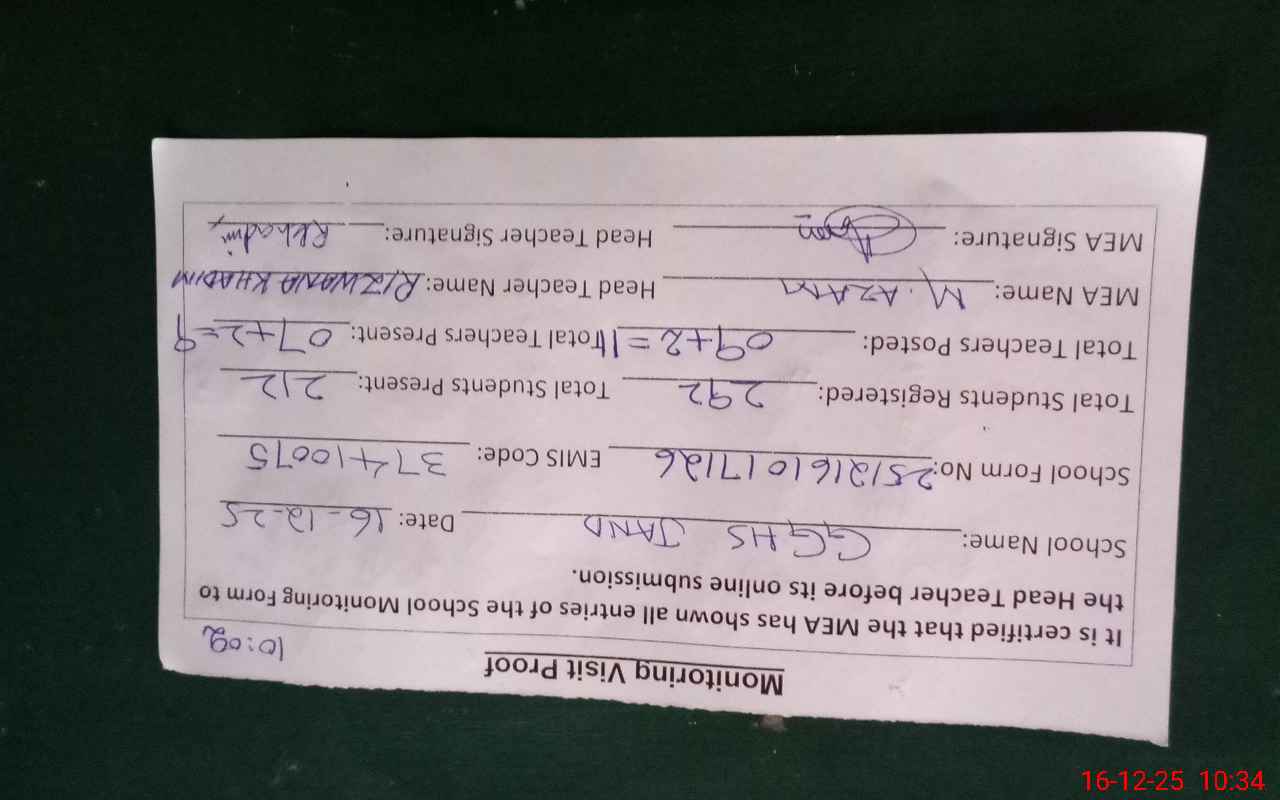 Monitoring Visit Proof
10:02
It is certified that the MEA has shown all entries of the School Monitoring Form to
the Head Teacher before its online submission.
School Name: GGHS JAND Date: 16-12-25
School Form No: 2512161017126 EMIS Code: 37410075
Total Students Registered: 292 Total Students Present: 212
Total Teachers Posted: 09+2=11 Total Teachers Present: 07+2=9
MEA Name: M. AZAM Head Teacher Name: RIZWANA KHADIM
MEA Signature: Head Teacher Signature: RKhadim
16-12-25 10:34